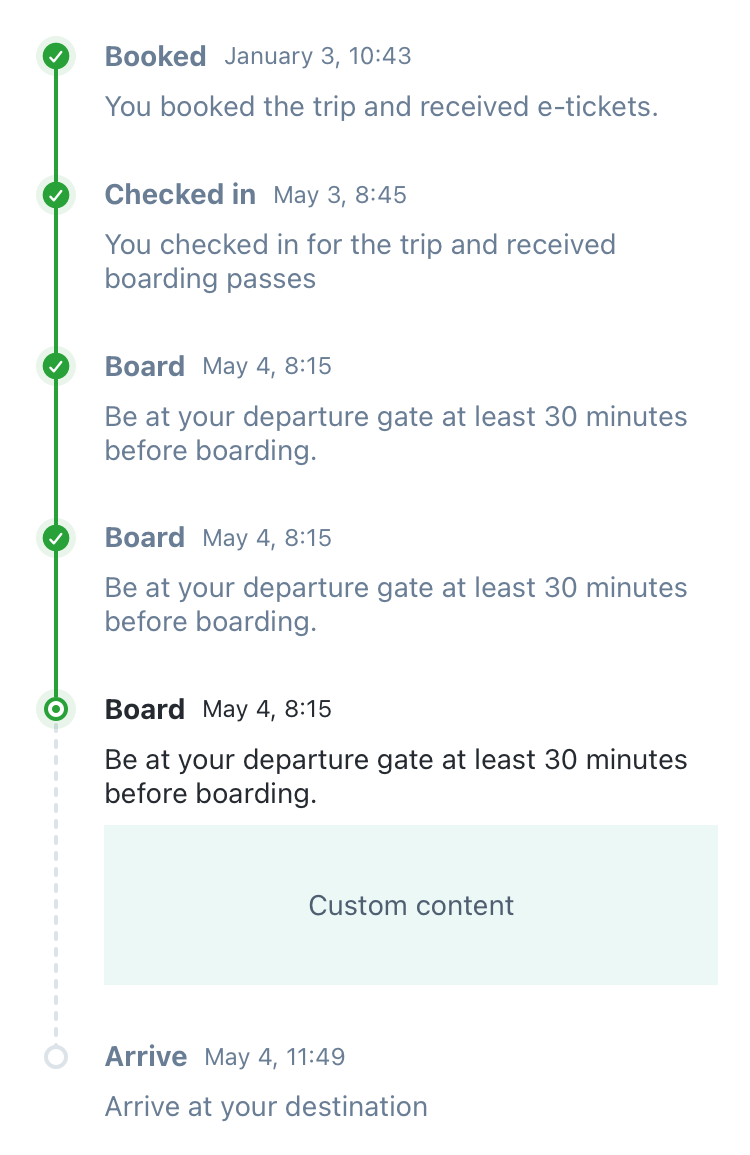 Booked January 3, 10:43
You booked the trip and received e-tickets.
Checked in May 3, 8:45
You checked in for the trip and received
boarding passes
Board May 4, 8:15
Be at your departure gate at least 30 minutes
before boarding.
Board May 4, 8:15
Be at your departure gate at least 30 minutes
before boarding.
Board May 4, 8:15
Be at your departure gate at least 30 minutes
before boarding.
Custom content
Arrive May 4, 11:49
Arrive at your destination